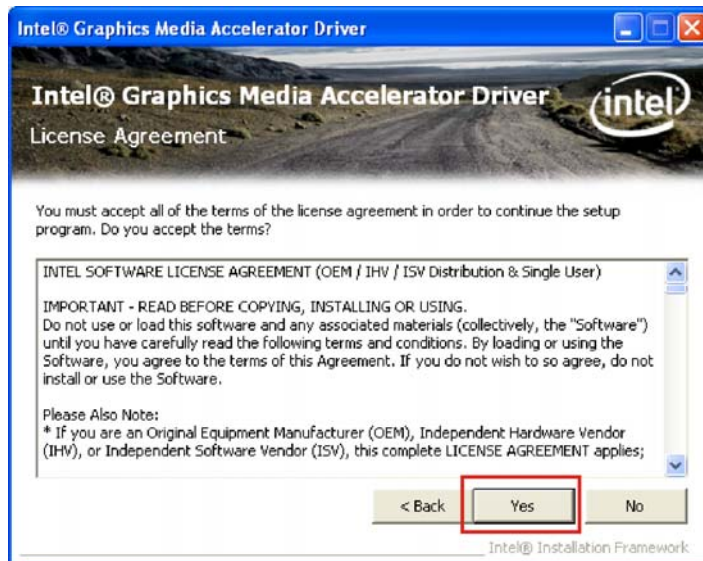 Intel® Graphics Media Accelerator Driver
Intel® Graphics Media Accelerator Driver
intel
License Agreement
You must accept all of the terms of the license agreement in order to continue the setup
program. Do you accept the terms?
INTEL SOFTWARE LICENSE AGREEMENT (OEM / IHV / ISV Distribution & Single User)
IMPORTANT - READ BEFORE COPYING, INSTALLING OR USING.
Do not use or load this software and any associated materials (collectively, the "Software")
until you have carefully read the following terms and conditions. By loading or using the
Software, you agree to the terms of this Agreement. If you do not wish to so agree, do not
install or use the Software.
Please Also Note:
* If you are an Original Equipment Manufacturer (OEM), Independent Hardware Vendor
(IHV), or Independent Software Vendor (ISV), this complete LICENSE AGREEMENT applies;
< Back
Yes
No
Intel® Installation Framework